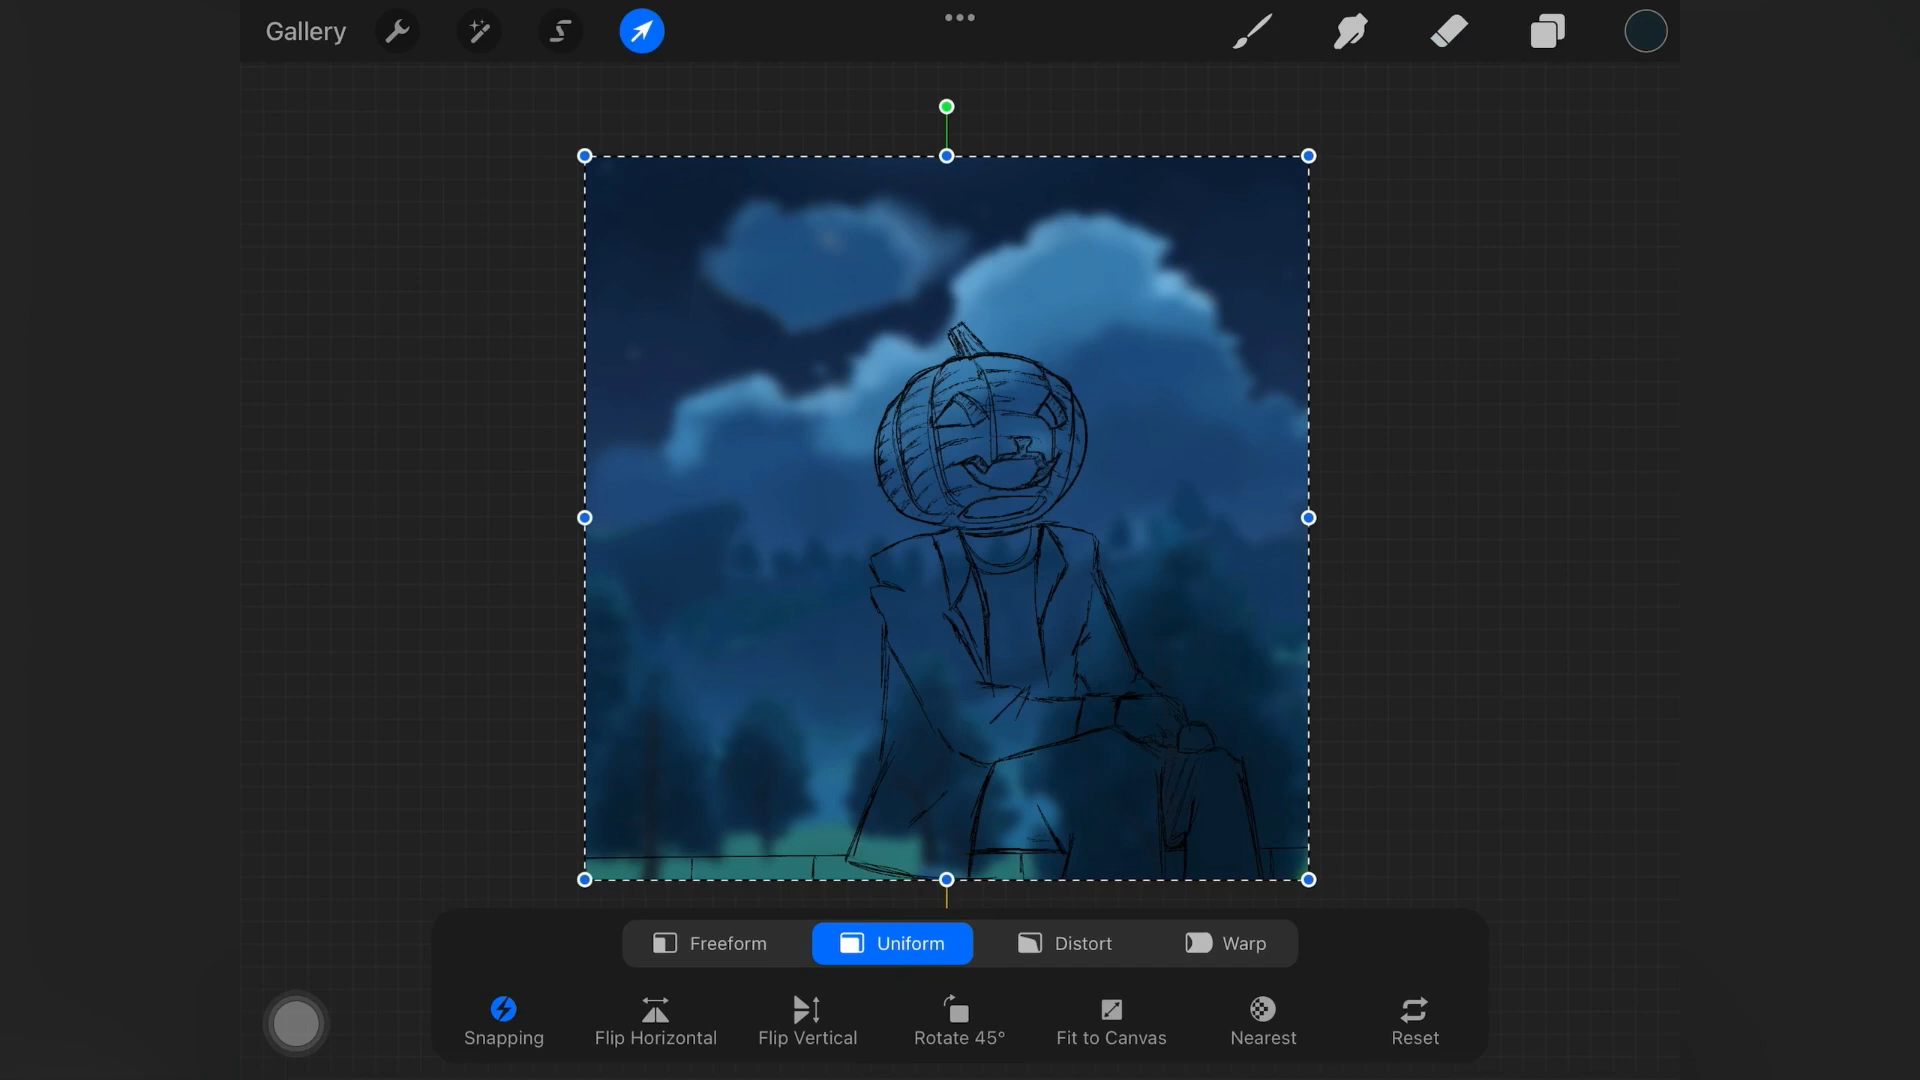 Gallery
Freeform Uniform Distort Warp
Snapping Flip Horizontal Flip Vertical Rotate 45° Fit to Canvas Nearest Reset